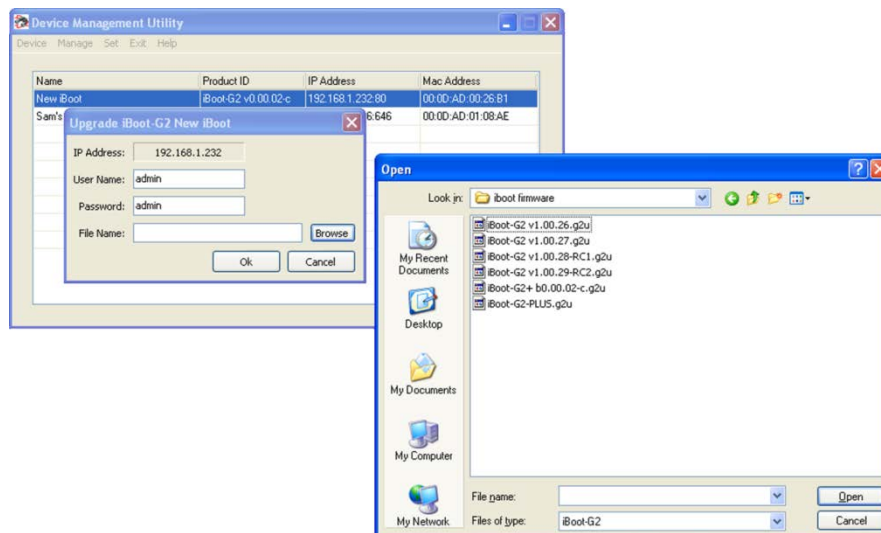 Device Management Utility
Device Manage Set Exit Help
Name Product ID IP Address Mac Address
New iBoot iBoot-G2 v0.00.02-c 192.168.1.232:80 00:0D:AD:00:26:B1
Sam's 6:646 00:0D:AD:01:08:AE
Upgrade iBoot-G2 New iBoot
IP Address: 192.168.1.232
User Name: admin
Password: admin
File Name: Browse
Ok Cancel
Open
Look in: iboot firmware
My Recent Documents
Desktop
My Documents
My Computer
My Network
iBoot-G2 v1.00.26.g2u
iBoot-G2 v1.00.27.g2u
iBoot-G2 v1.00.28-RC1.g2u
iBoot-G2 v1.00.29-RC2.g2u
iBoot-G2+ b0.00.02-c.g2u
iBoot-G2-PLUS.g2u
File name: Open
Files of type: iBoot-G2 Cancel